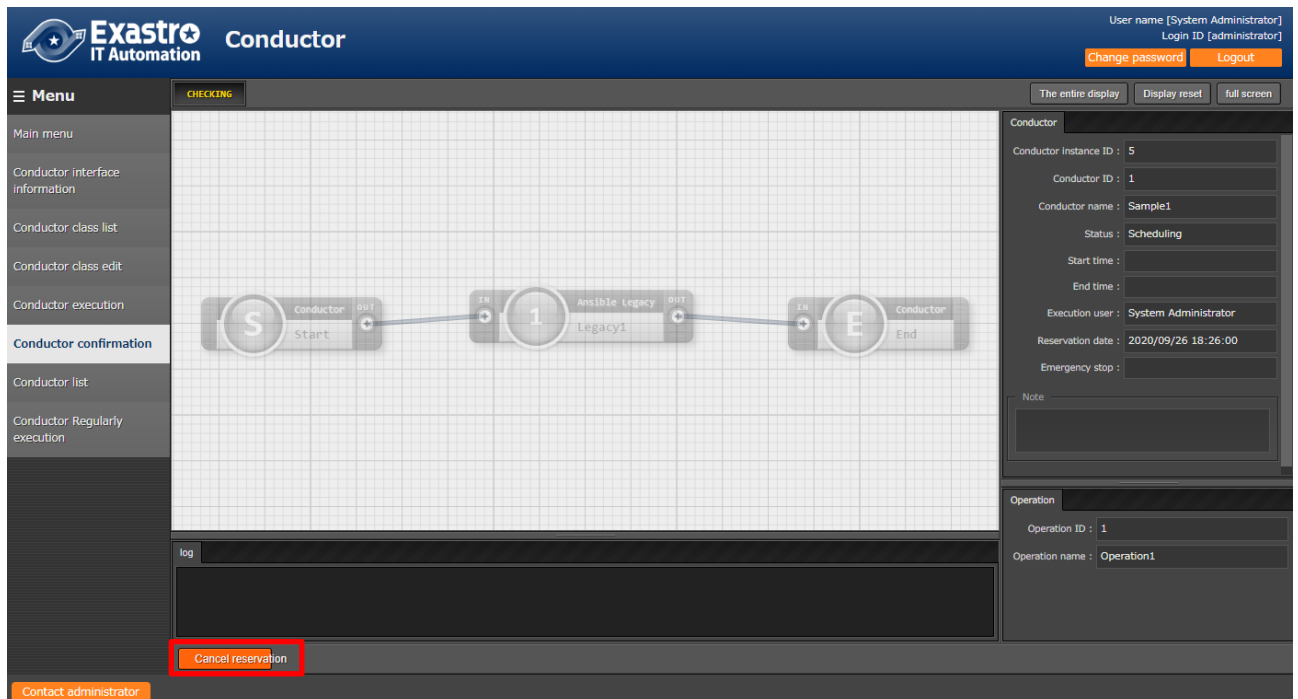 Exastro
IT Automation
Conductor
User name [System Administrator]
Login ID [administrator]
Change password
Logout
Menu
Main menu
Conductor interface
information
Conductor class list
Conductor class edit
Conductor execution
Conductor confirmation
Conductor list
Conductor Regularly
execution
Contact administrator
CHECKING
The entire display
Display reset
full screen
S
Conductor
OUT
Start
IN
1
Ansible Legacy
OUT
Legacy1
IN
E
Conductor
End
log
Cancel reservation
Conductor
Conductor instance ID : 5
Conductor ID : 1
Conductor name : Sample1
Status : Scheduling
Start time :
End time :
Execution user : System Administrator
Reservation date : 2020/09/26 18:26:00
Emergency stop :
Note
Operation
Operation ID : 1
Operation name : Operation1